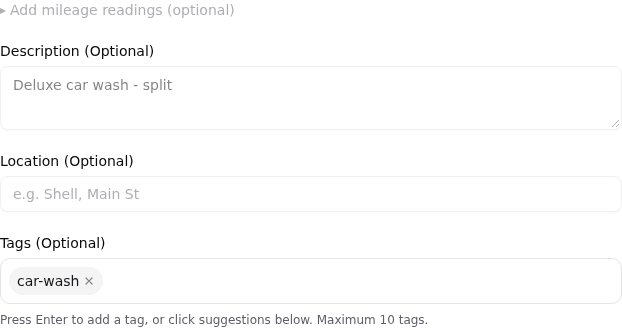 ▸ Add mileage readings (optional)
Description (Optional)
Deluxe car wash - split
Location (Optional)
e.g. Shell, Main St
Tags (Optional)
car-wash ×
Press Enter to add a tag, or click suggestions below. Maximum 10 tags.